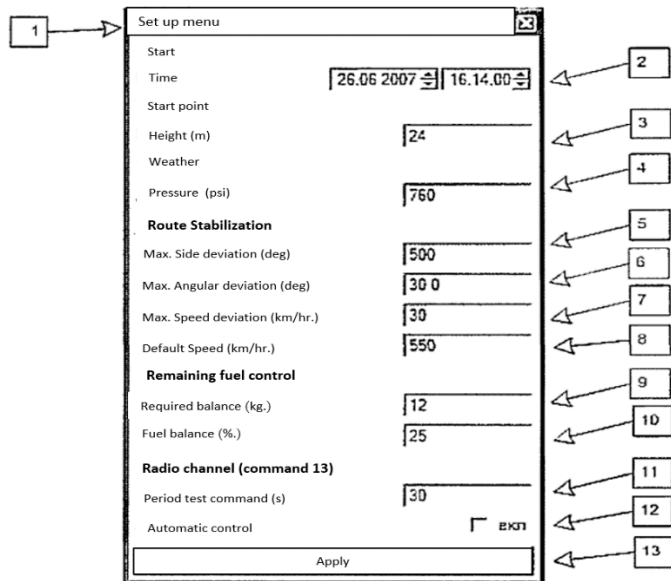 1 Set up menu
Start
Time 26.06 2007 16.14.00 2
Start point
Height (m) 24 3
Weather
Pressure (psi) 760 4
Route Stabilization
Max. Side deviation (deg) 500 5
Max. Angular deviation (deg) 30 0 6
Max. Speed deviation (km/hr.) 30 7
Default Speed (km/hr.) 550 8
Remaining fuel control
Required balance (kg.) 12 9
Fuel balance (%.) 25 10
Radio channel (command 13)
Period test command (s) 30 11
Automatic control вкл 12
Apply 13